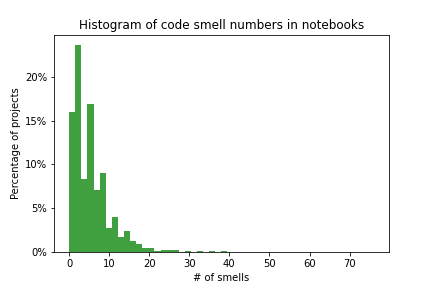 Histogram of code smell numbers in notebooks
Percentage of projects
20%
15%
10%
5%
0%
0 10 20 30 40 50 60 70
# of smells